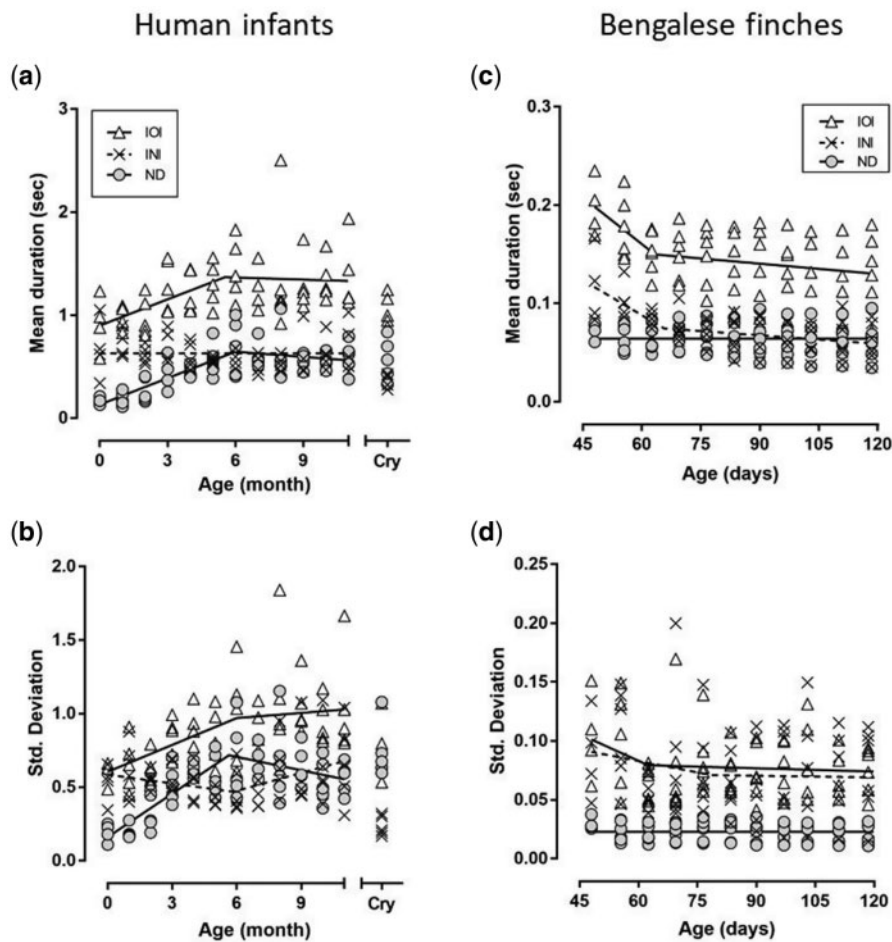 Human infants
Bengalese finches
(a)
Mean duration (sec)
3
2
1
0
IOI
INI
ND
0 3 6 9 Cry
Age (month)
(c)
Mean duration (sec)
0.3
0.2
0.1
0.0
IOI
INI
ND
45 60 75 90 105 120
Age (days)
(b)
Std. Deviation
2.0
1.5
1.0
0.5
0.0
0 3 6 9 Cry
Age (month)
(d)
Std. Deviation
0.25
0.20
0.15
0.10
0.05
0.00
45 60 75 90 105 120
Age (days)